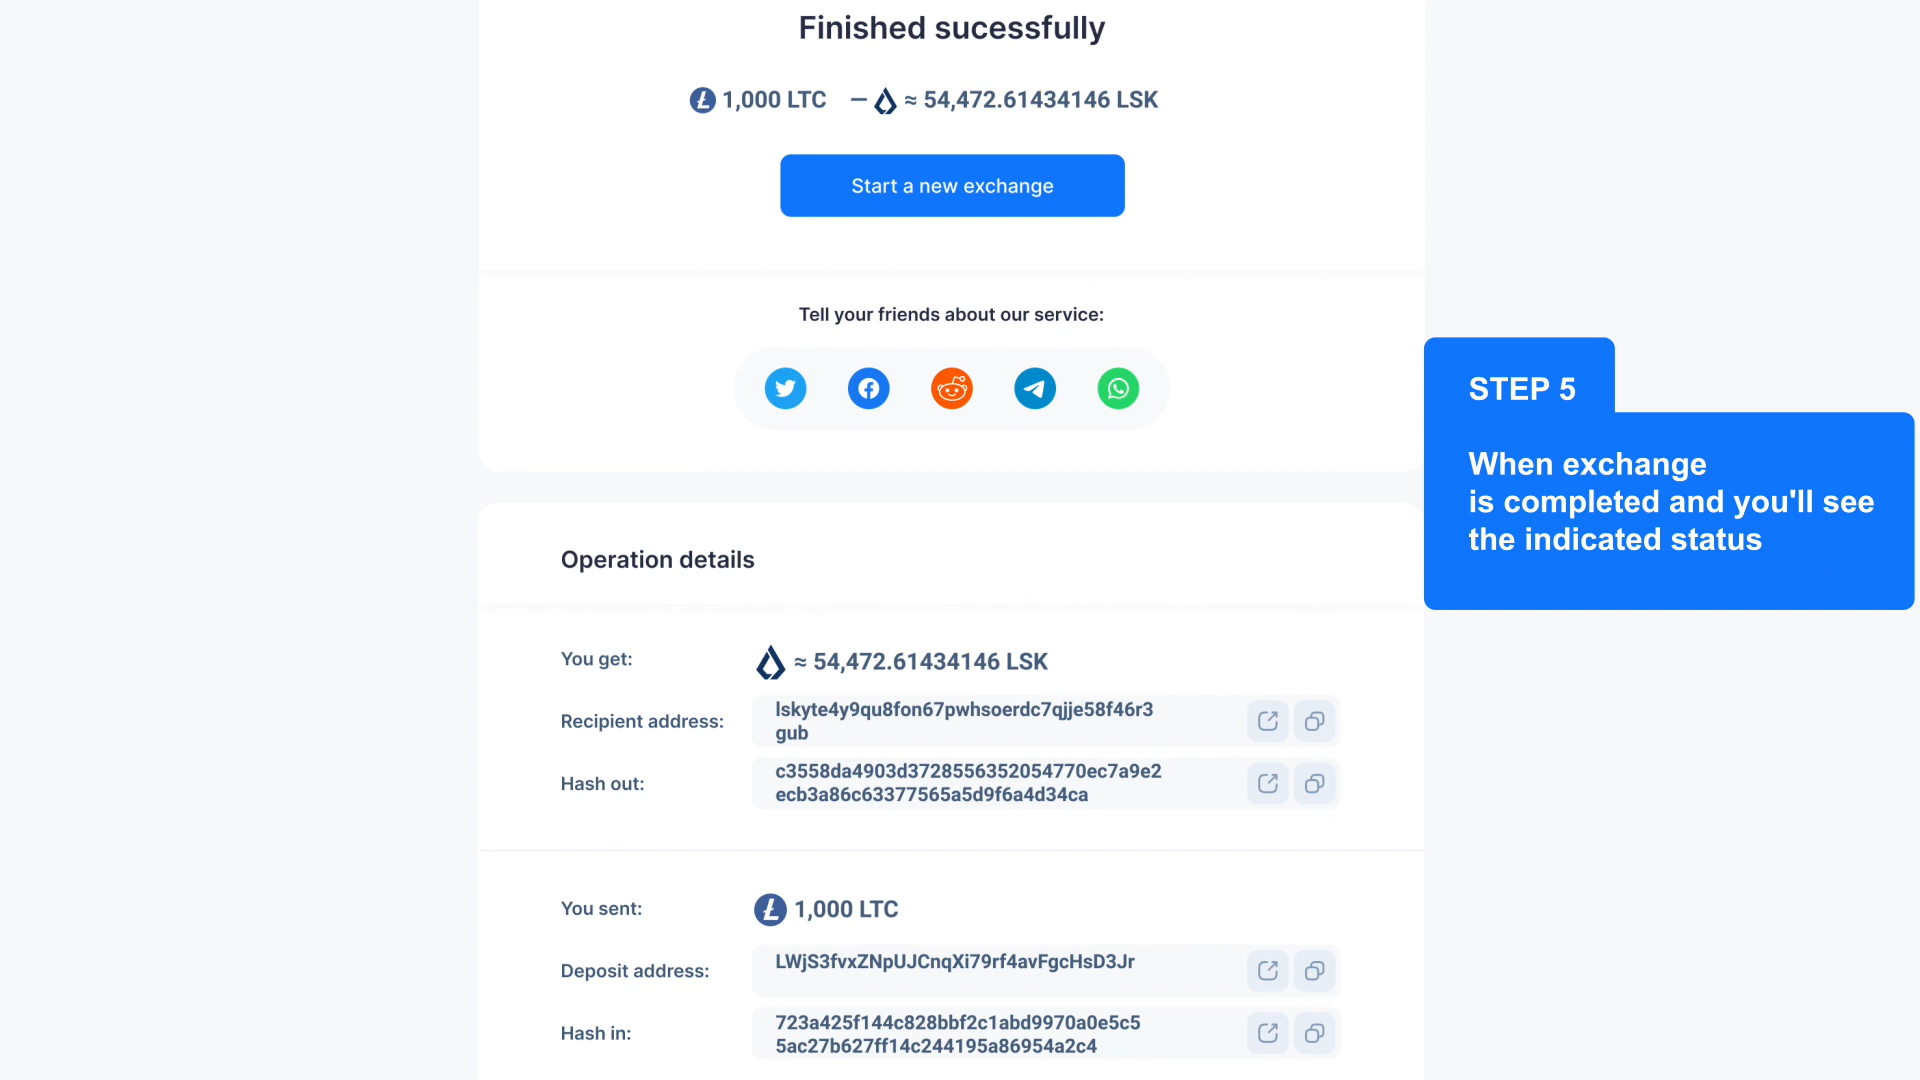 Finished sucessfully
1,000 LTC — ≈ 54,472.61434146 LSK
Start a new exchange
Tell your friends about our service:
STEP 5
When exchange
is completed and you'll see
the indicated status
Operation details
You get: ≈ 54,472.61434146 LSK
Recipient address: lskyte4y9qu8fon67pwhsoerdc7qjje58f46r3
gub
Hash out: c3558da4903d3728556352054770ec7a9e2
ecb3a86c63377565a5d9f6a4d34ca
You sent: 1,000 LTC
Deposit address: LWjS3fvxZNpUJCnqXi79rf4avFgcHsD3Jr
Hash in: 723a425f144c828bbf2c1abd9970a0e5c5
5ac27b627ff14c244195a86954a2c4